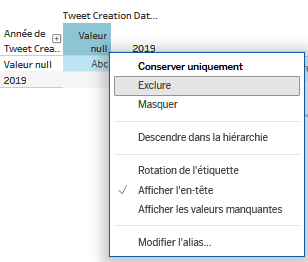 Tweet Creation Dat...
Année de Tweet Crea..
Valeur null
2019
Valeur null
Abc
2019
Conserver uniquement
Exclure
Masquer
Descendre dans la hiérarchie
Rotation de l'étiquette
Afficher l'en-tête
Afficher les valeurs manquantes
Modifier l'alias...